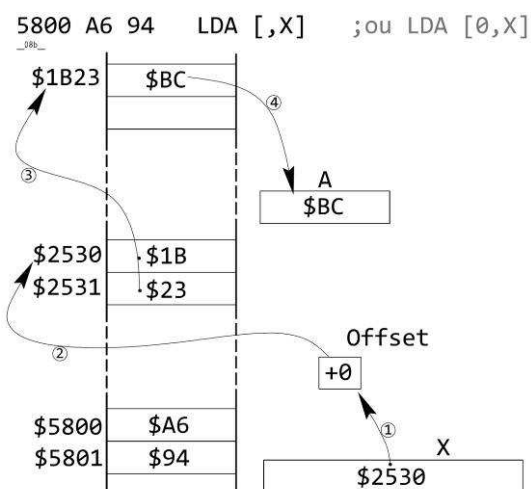 5800 A6 94 LDA [,X] ;ou LDA [0,X]
__08b__
$1B23 $BC
④
③
A
$BC
$2530 $1B
$2531 $23
②
Offset
+0
①
$5800 $A6
$5801 $94
X
$2530